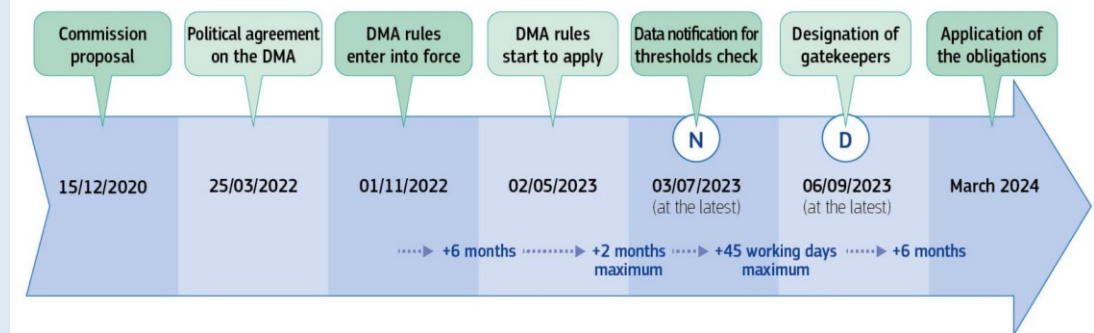 Commission
proposal
Political agreement
on the DMA
DMA rules
enter into force
DMA rules
start to apply
Data notification for
thresholds check
Designation of
gatekeepers
Application of
the obligations
N
D
15/12/2020
25/03/2022
01/11/2022
02/05/2023
03/07/2023
(at the latest)
06/09/2023
(at the latest)
March 2024
+6 months
+2 months
maximum
+45 working days
maximum
+6 months